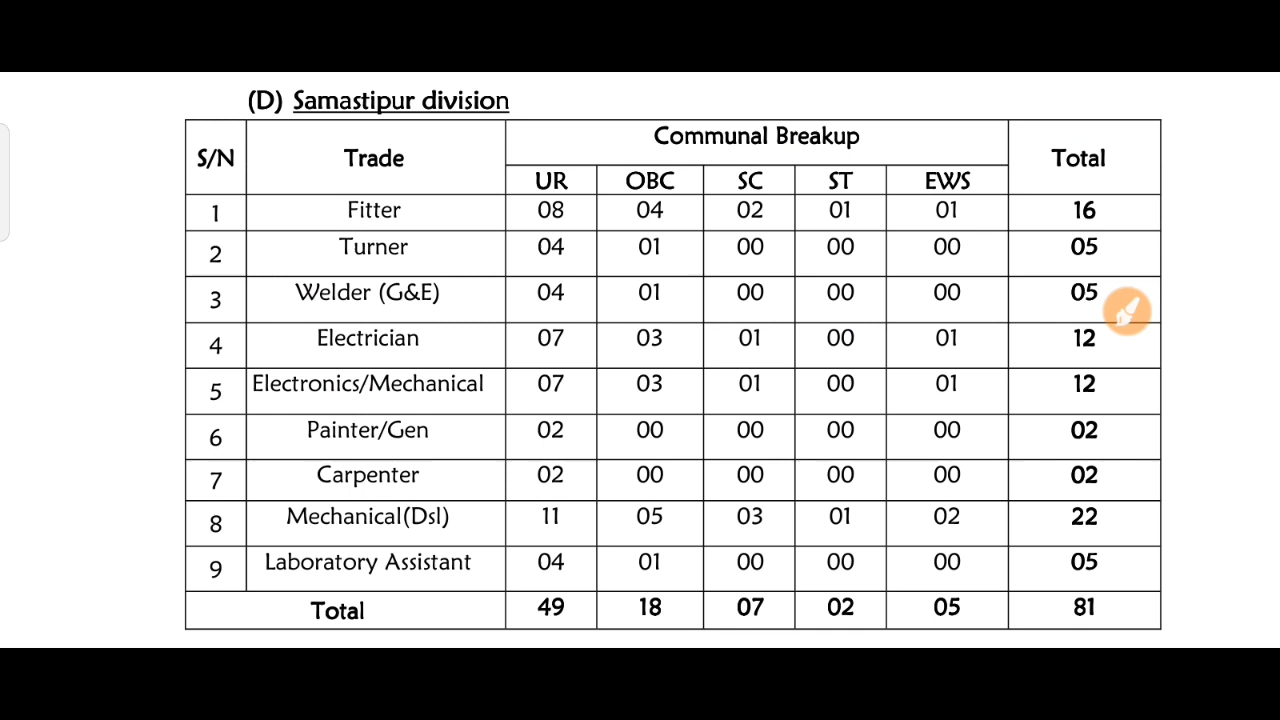 (D) Samastipur division
S/N Trade Communal Breakup Total
UR OBC SC ST EWS
1 Fitter 08 04 02 01 01 16
2 Turner 04 01 00 00 00 05
3 Welder (G&E) 04 01 00 00 00 05
4 Electrician 07 03 01 00 01 12
5 Electronics/Mechanical 07 03 01 00 01 12
6 Painter/Gen 02 00 00 00 00 02
7 Carpenter 02 00 00 00 00 02
8 Mechanical(Dsl) 11 05 03 01 02 22
9 Laboratory Assistant 04 01 00 00 00 05
Total 49 18 07 02 05 81